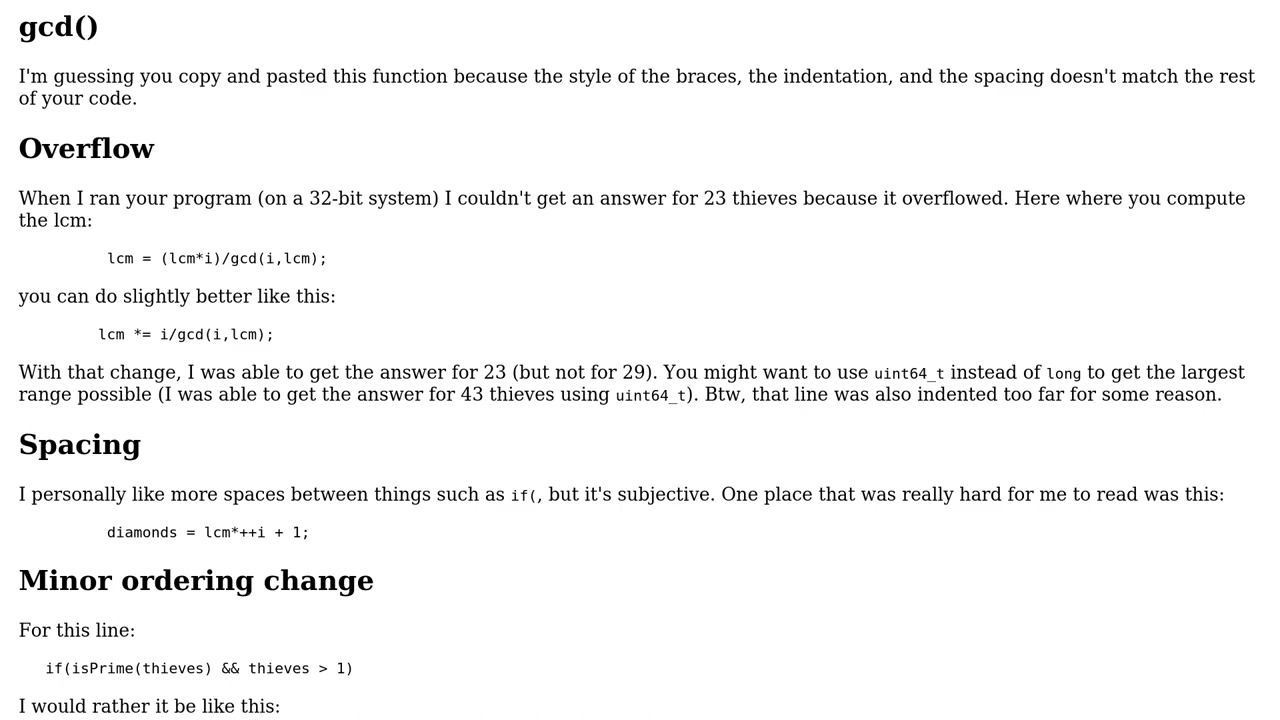 gcd()
I'm guessing you copy and pasted this function because the style of the braces, the indentation, and the spacing doesn't match the rest
of your code.
Overflow
When I ran your program (on a 32-bit system) I couldn't get an answer for 23 thieves because it overflowed. Here where you compute
the lcm:
lcm = (lcm*i)/gcd(i,lcm);
you can do slightly better like this:
lcm *= i/gcd(i,lcm);
With that change, I was able to get the answer for 23 (but not for 29). You might want to use uint64_t instead of long to get the largest
range possible (I was able to get the answer for 43 thieves using uint64_t). Btw, that line was also indented too far for some reason.
Spacing
I personally like more spaces between things such as if(, but it's subjective. One place that was really hard for me to read was this:
diamonds = lcm*++i + 1;
Minor ordering change
For this line:
if(isPrime(thieves) && thieves > 1)
I would rather it be like this: